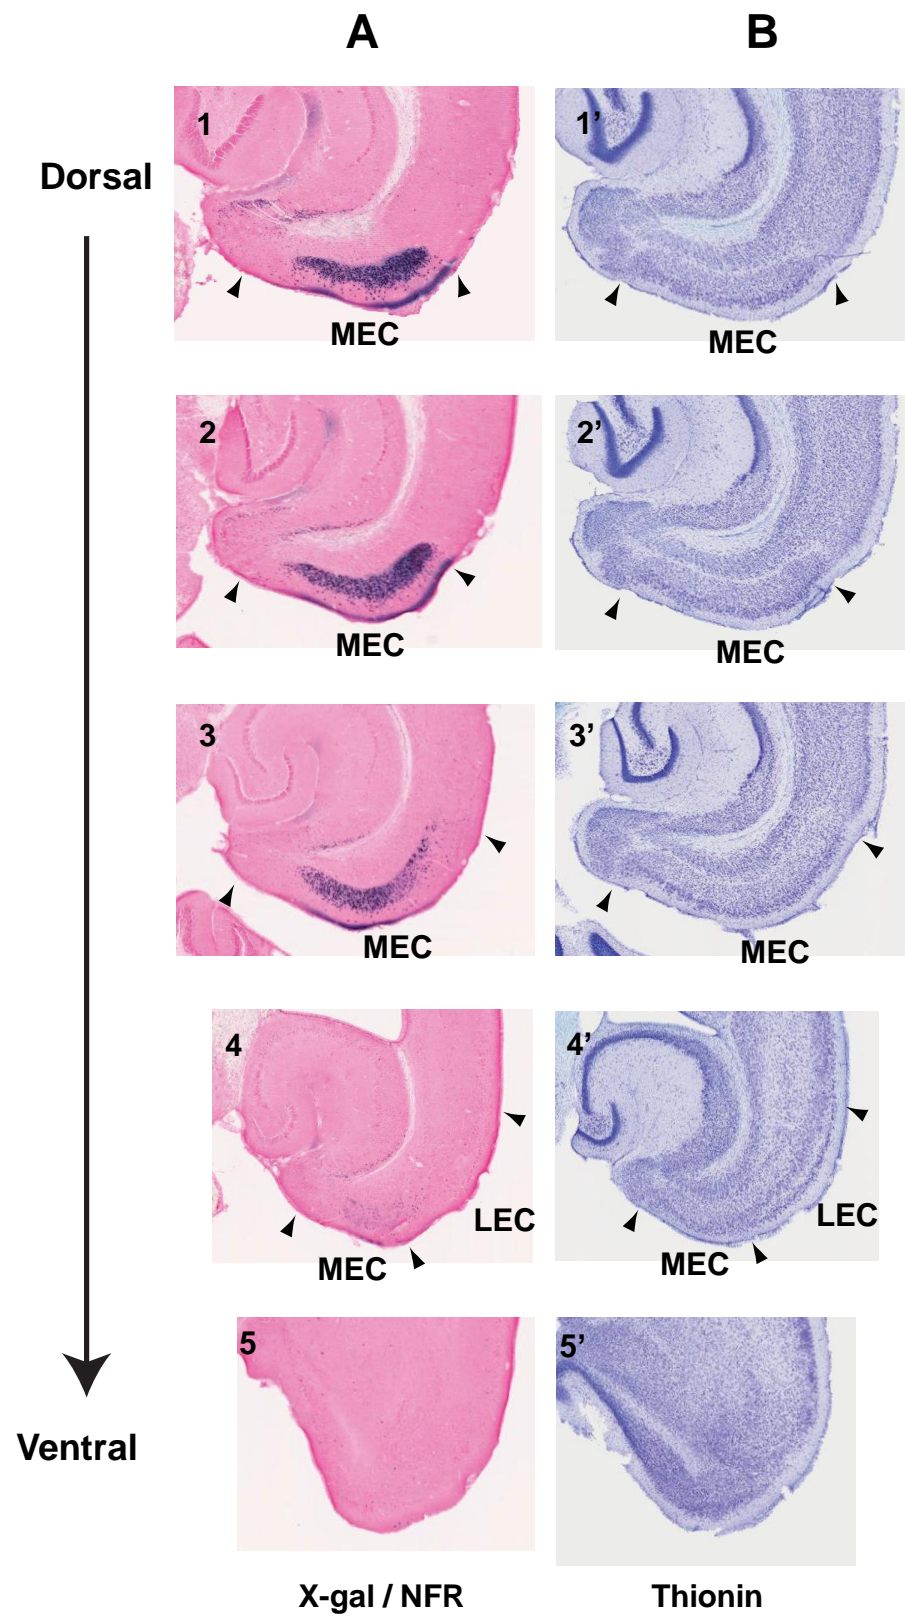 A B
1 1’
Dorsal
MEC MEC
2 2’
MEC MEC
3 3’
MEC MEC
4 4’
LEC LEC
MEC MEC
5 5’
Ventral
X-gal / NFR Thionin